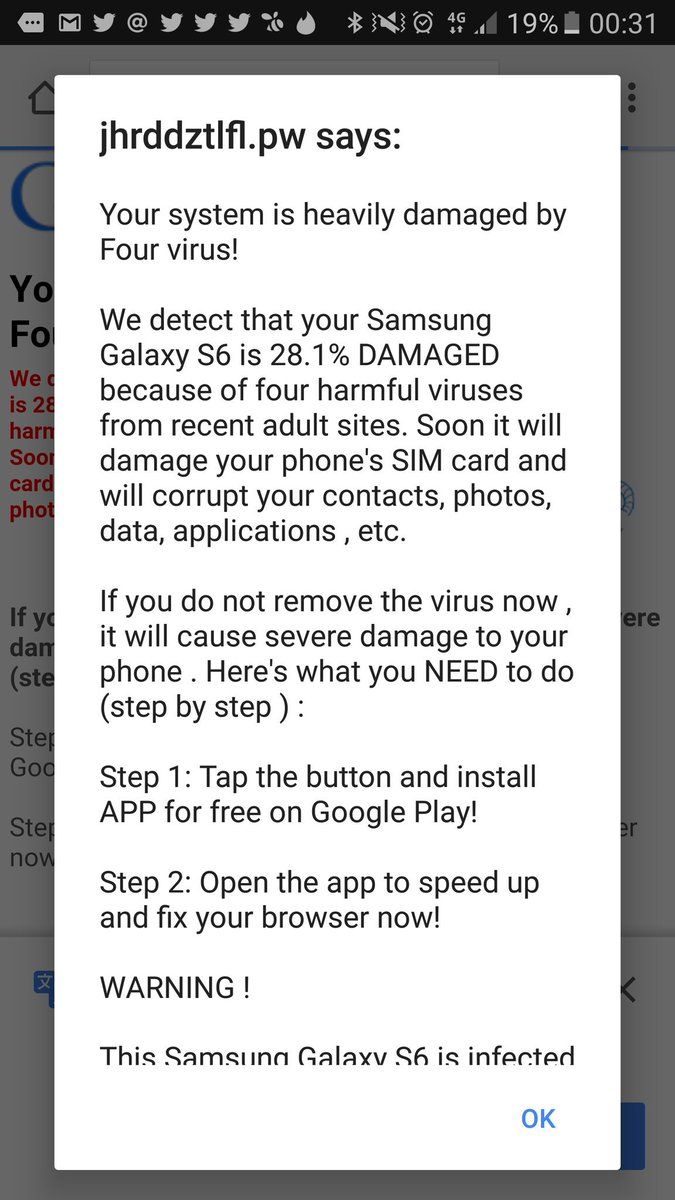 4G 19% 00:31
jhrddztlfl.pw says:
Your system is heavily damaged by
Four virus!
We detect that your Samsung
Galaxy S6 is 28.1% DAMAGED
because of four harmful viruses
from recent adult sites. Soon it will
damage your phone's SIM card and
will corrupt your contacts, photos,
data, applications , etc.
If you do not remove the virus now ,
it will cause severe damage to your
phone . Here's what you NEED to do
(step by step ) :
Step 1: Tap the button and install
APP for free on Google Play!
Step 2: Open the app to speed up
and fix your browser now!
WARNING !
This Samsung Galaxy S6 is infected
OK